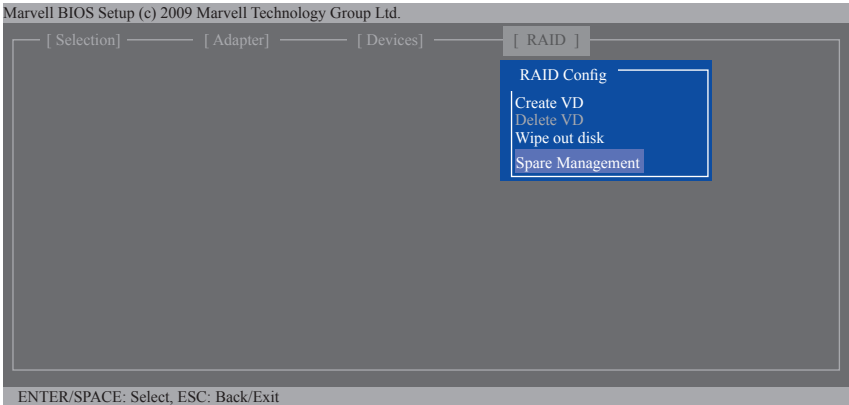 Marvell BIOS Setup (c) 2009 Marvell Technology Group Ltd.
[ Selection] [ Adapter] [ Devices] [ RAID ]
RAID Config
Create VD
Delete VD
Wipe out disk
Spare Management
ENTER/SPACE: Select, ESC: Back/Exit